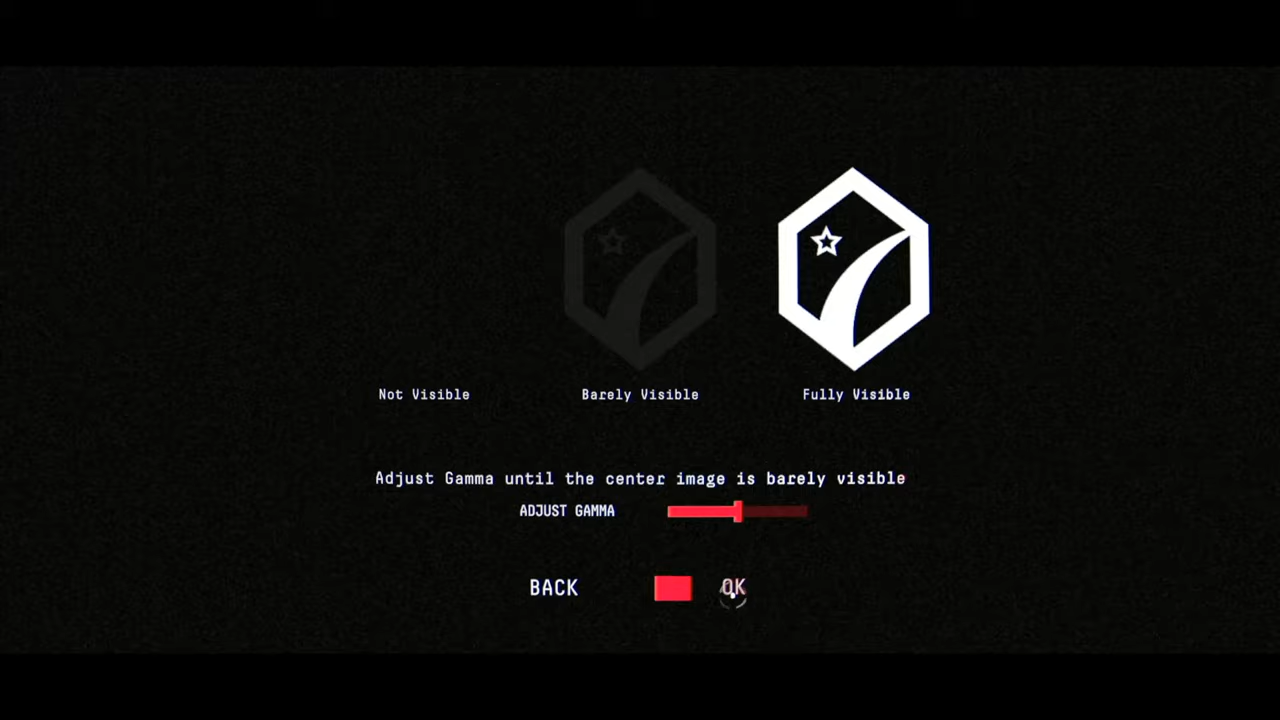 Not Visible
Barely Visible
Fully Visible
Adjust Gamma until the center image is barely visible
ADJUST GAMMA
BACK
OK